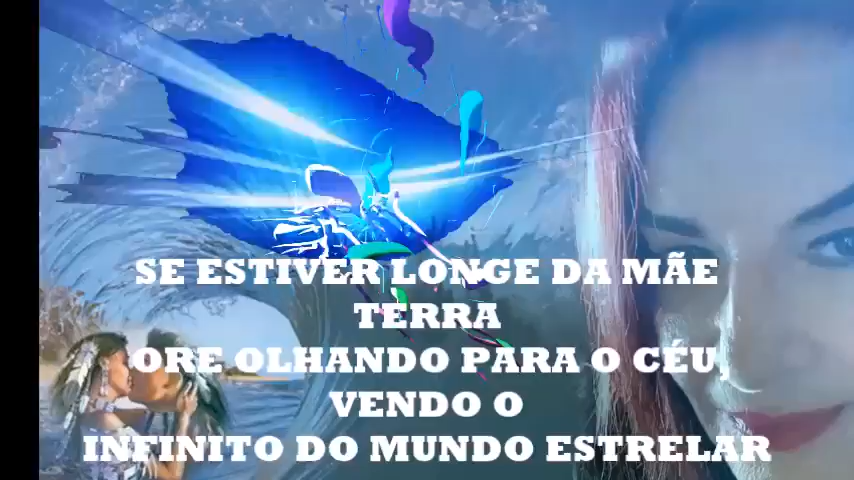 SE ESTIVER LONGE DA MÃE
TERRA
ORE OLHANDO PARA O CÉU,
VENDO O
INFINITO DO MUNDO ESTRELAR